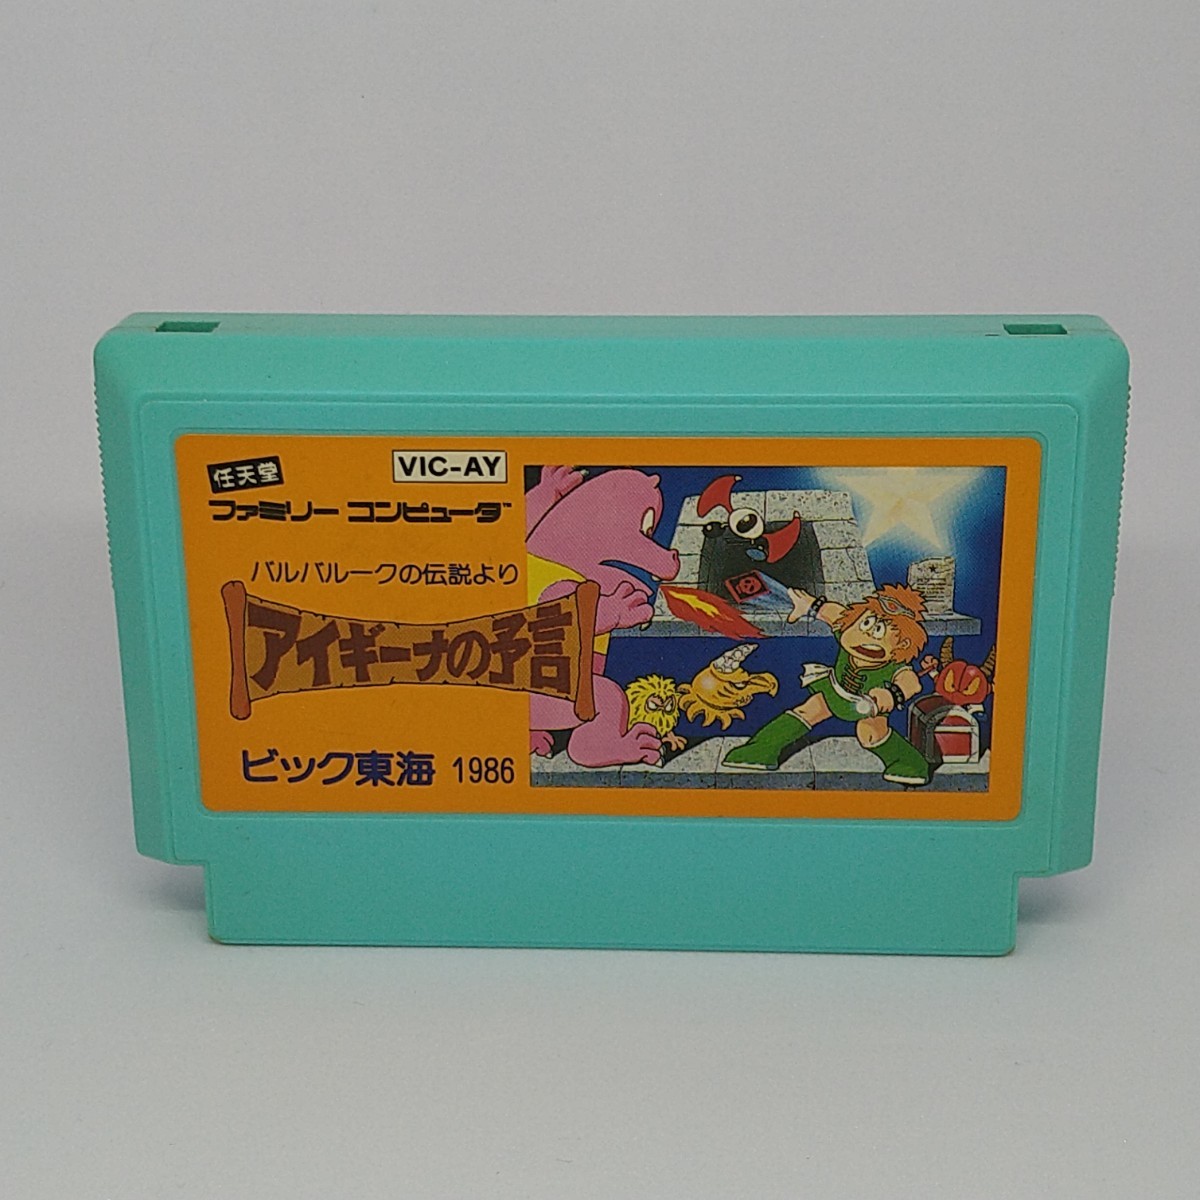 任天堂
VIC-AY
ファミリー コンピュータ™
バルバルークの伝説より
アイギーナの予言
ビック東海 1986